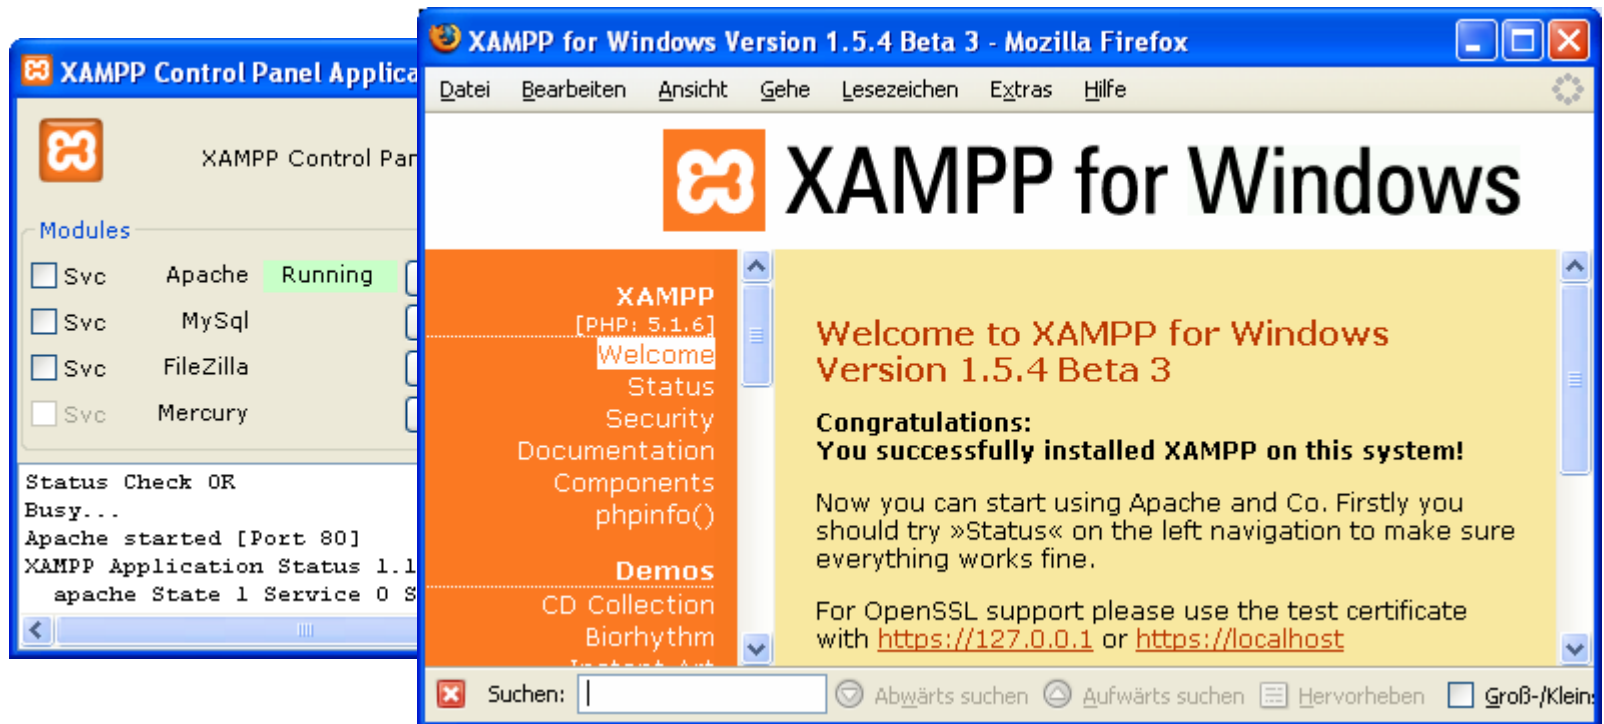 XAMPP Control Panel Applica
XAMPP Control Par
Modules
Svc Apache Running
Svc MySql
Svc FileZilla
Svc Mercury
Status Check OK
Busy...
Apache started [Port 80]
XAMPP Application Status 1.1
apache State 1 Service 0 S
XAMPP for Windows Version 1.5.4 Beta 3 - Mozilla Firefox
Datei Bearbeiten Ansicht Gehe Lesezeichen Extras Hilfe
XAMPP for Windows
XAMPP
[PHP: 5.1.6]
Welcome
Status
Security
Documentation
Components
phpinfo()
Demos
CD Collection
Biorhythm
Instant Art
Welcome to XAMPP for Windows
Version 1.5.4 Beta 3
Congratulations:
You successfully installed XAMPP on this system!
Now you can start using Apache and Co. Firstly you
should try »Status« on the left navigation to make sure
everything works fine.
For OpenSSL support please use the test certificate
with https://127.0.0.1 or https://localhost
Suchen: Abwärts suchen Aufwärts suchen Hervorheben Groß-/Kleins